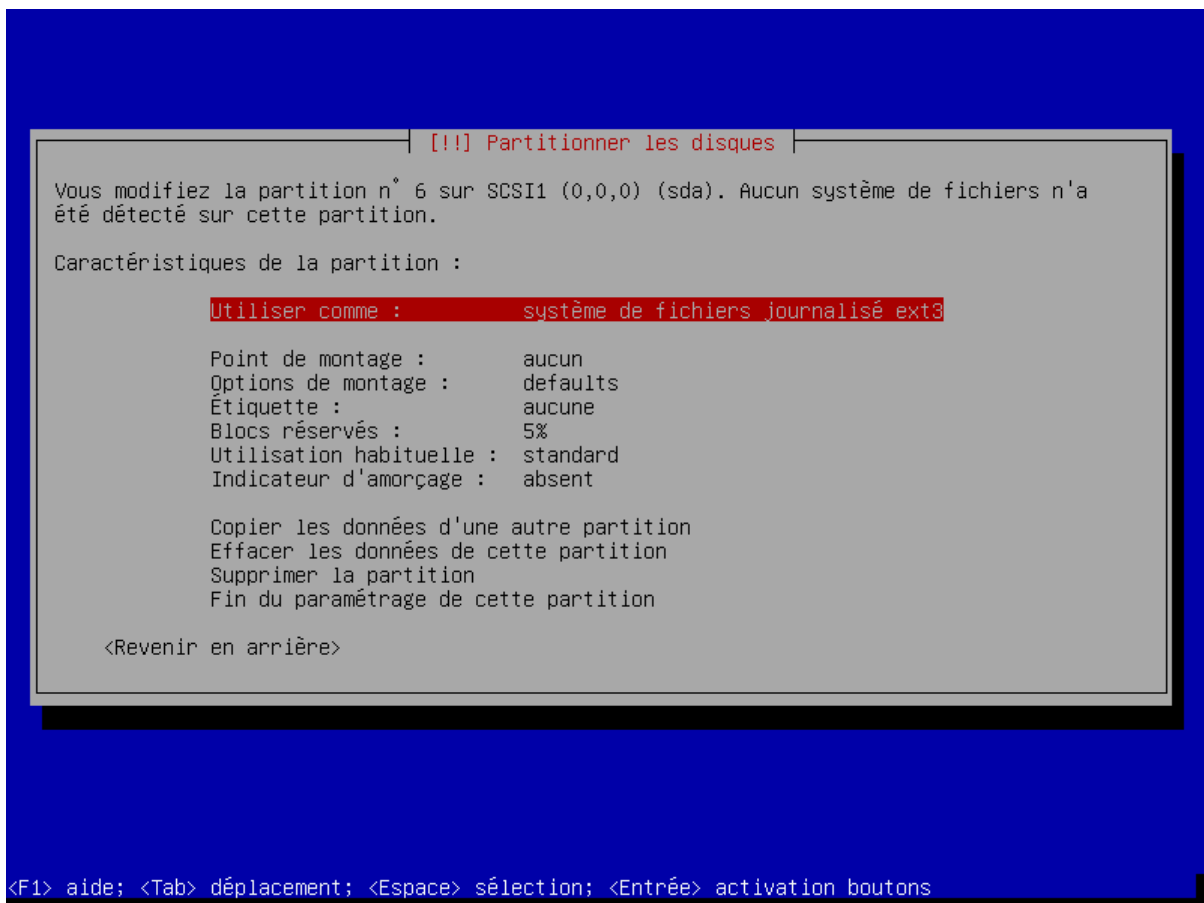 [!!] Partitionner les disques
Vous modifiez la partition n° 6 sur SCSI1 (0,0,0) (sda). Aucun système de fichiers n'a
été détecté sur cette partition.
Caractéristiques de la partition :
Utiliser comme : système de fichiers journalisé ext3
Point de montage : aucun
Options de montage : defaults
Étiquette : aucune
Blocs réservés : 5%
Utilisation habituelle : standard
Indicateur d'amorçage : absent
Copier les données d'une autre partition
Effacer les données de cette partition
Supprimer la partition
Fin du paramétrage de cette partition
<Revenir en arrière>
<F1> aide; <Tab> déplacement; <Espace> sélection; <Entrée> activation boutons